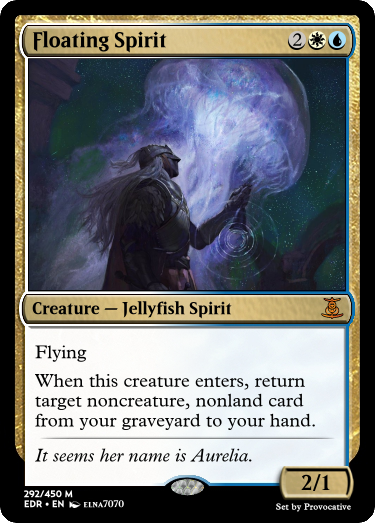 Floating Spirit 2
Creature — Jellyfish Spirit
Flying
When this creature enters, return
target noncreature, nonland card
from your graveyard to your hand.
It seems her name is Aurelia.
2/1
292/450 M
EDR • EN ELNA7070
Set by Provocative